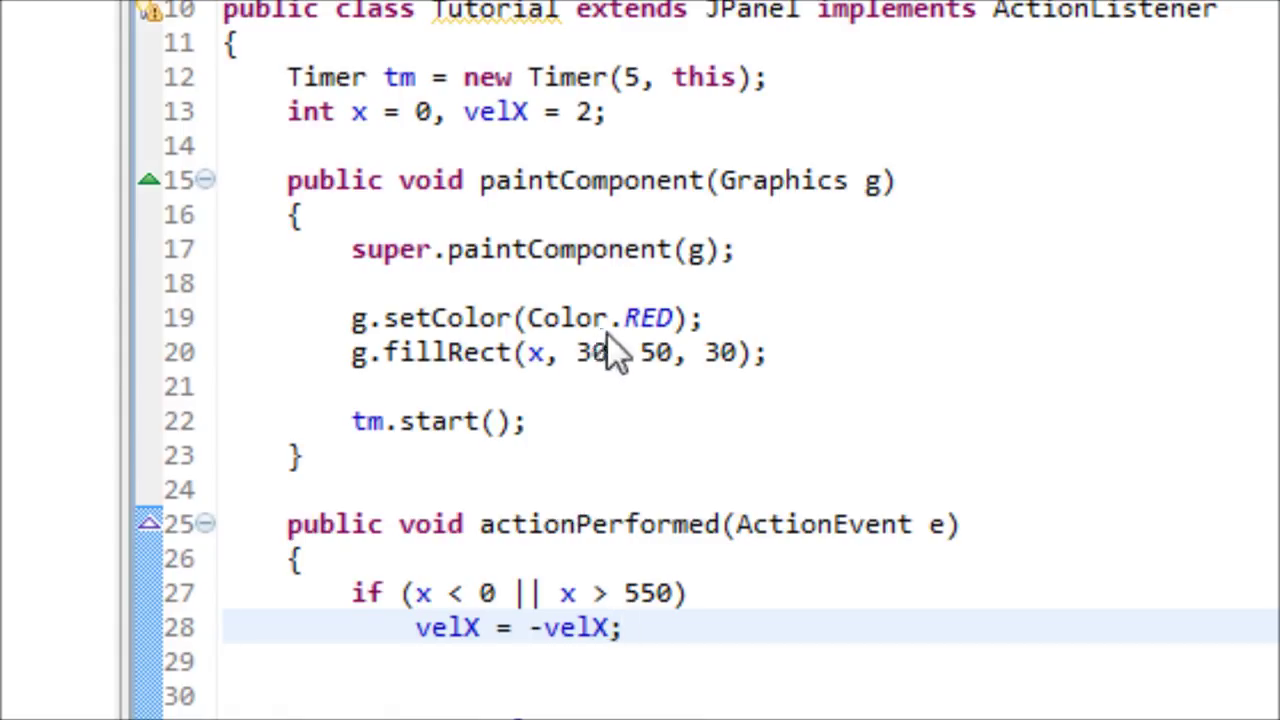 10 public class Tutorial extends JPanel implements ActionListener
11 {
12 Timer tm = new Timer(5, this);
13 int x = 0, velX = 2;
14
15 public void paintComponent(Graphics g)
16 {
17 super.paintComponent(g);
18
19 g.setColor(Color.RED);
20 g.fillRect(x, 30, 50, 30);
21
22 tm.start();
23 }
24
25 public void actionPerformed(ActionEvent e)
26 {
27 if (x < 0 || x > 550)
28 velX = -velX;
29
30